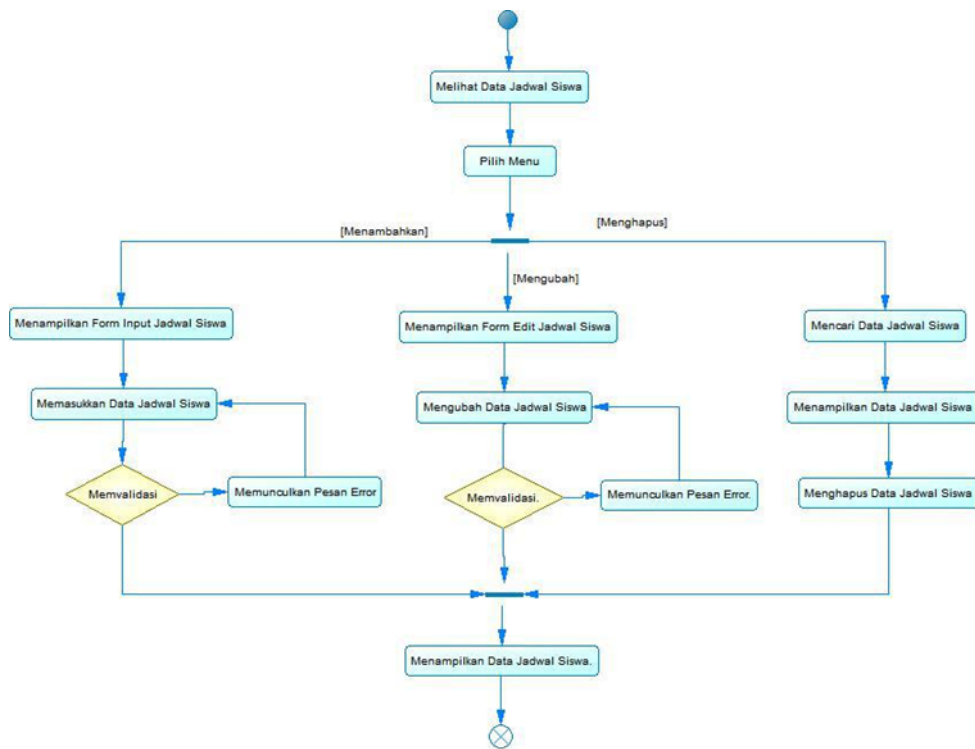 Melihat Data Jadwal Siswa
Pilih Menu
[Menambahkan]
[Menghapus]
[Mengubah]
Menampilkan Form Input Jadwal Siswa
Menampilkan Form Edit Jadwal Siswa
Mencari Data Jadwal Siswa
Memasukkan Data Jadwal Siswa
Mengubah Data Jadwal Siswa
Menampilkan Data Jadwal Siswa
Memvalidasi
Memunculkan Pesan Error
Memvalidasi.
Memunculkan Pesan Error.
Menghapus Data Jadwal Siswa
Menampilkan Data Jadwal Siswa.